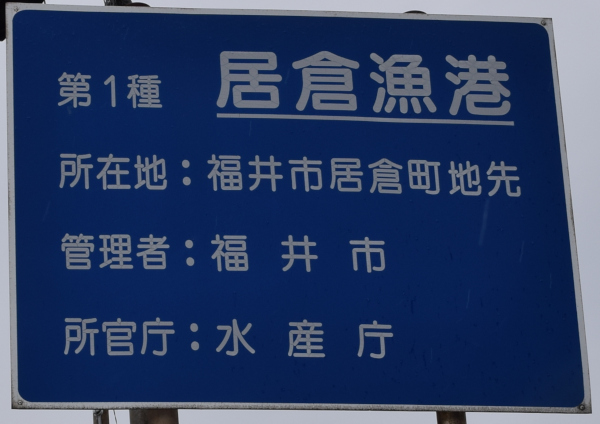 第1種 居倉漁港
所在地：福井市居倉町地先
管理者：福井市
所官庁：水産庁